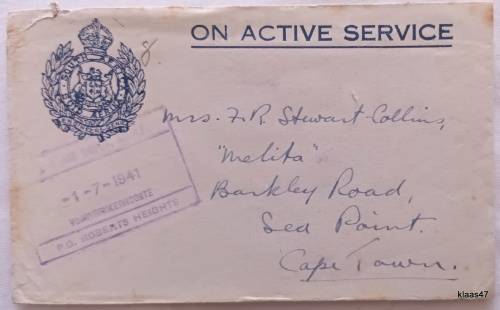 ON ACTIVE SERVICE
8
Mrs. F. R. Stewart-Collins,
"Melita"
Barkley Road,
Sea Point.
Cape Town.
-1-7-1941
P.O. ROBERTS HEIGHTS
klaas47